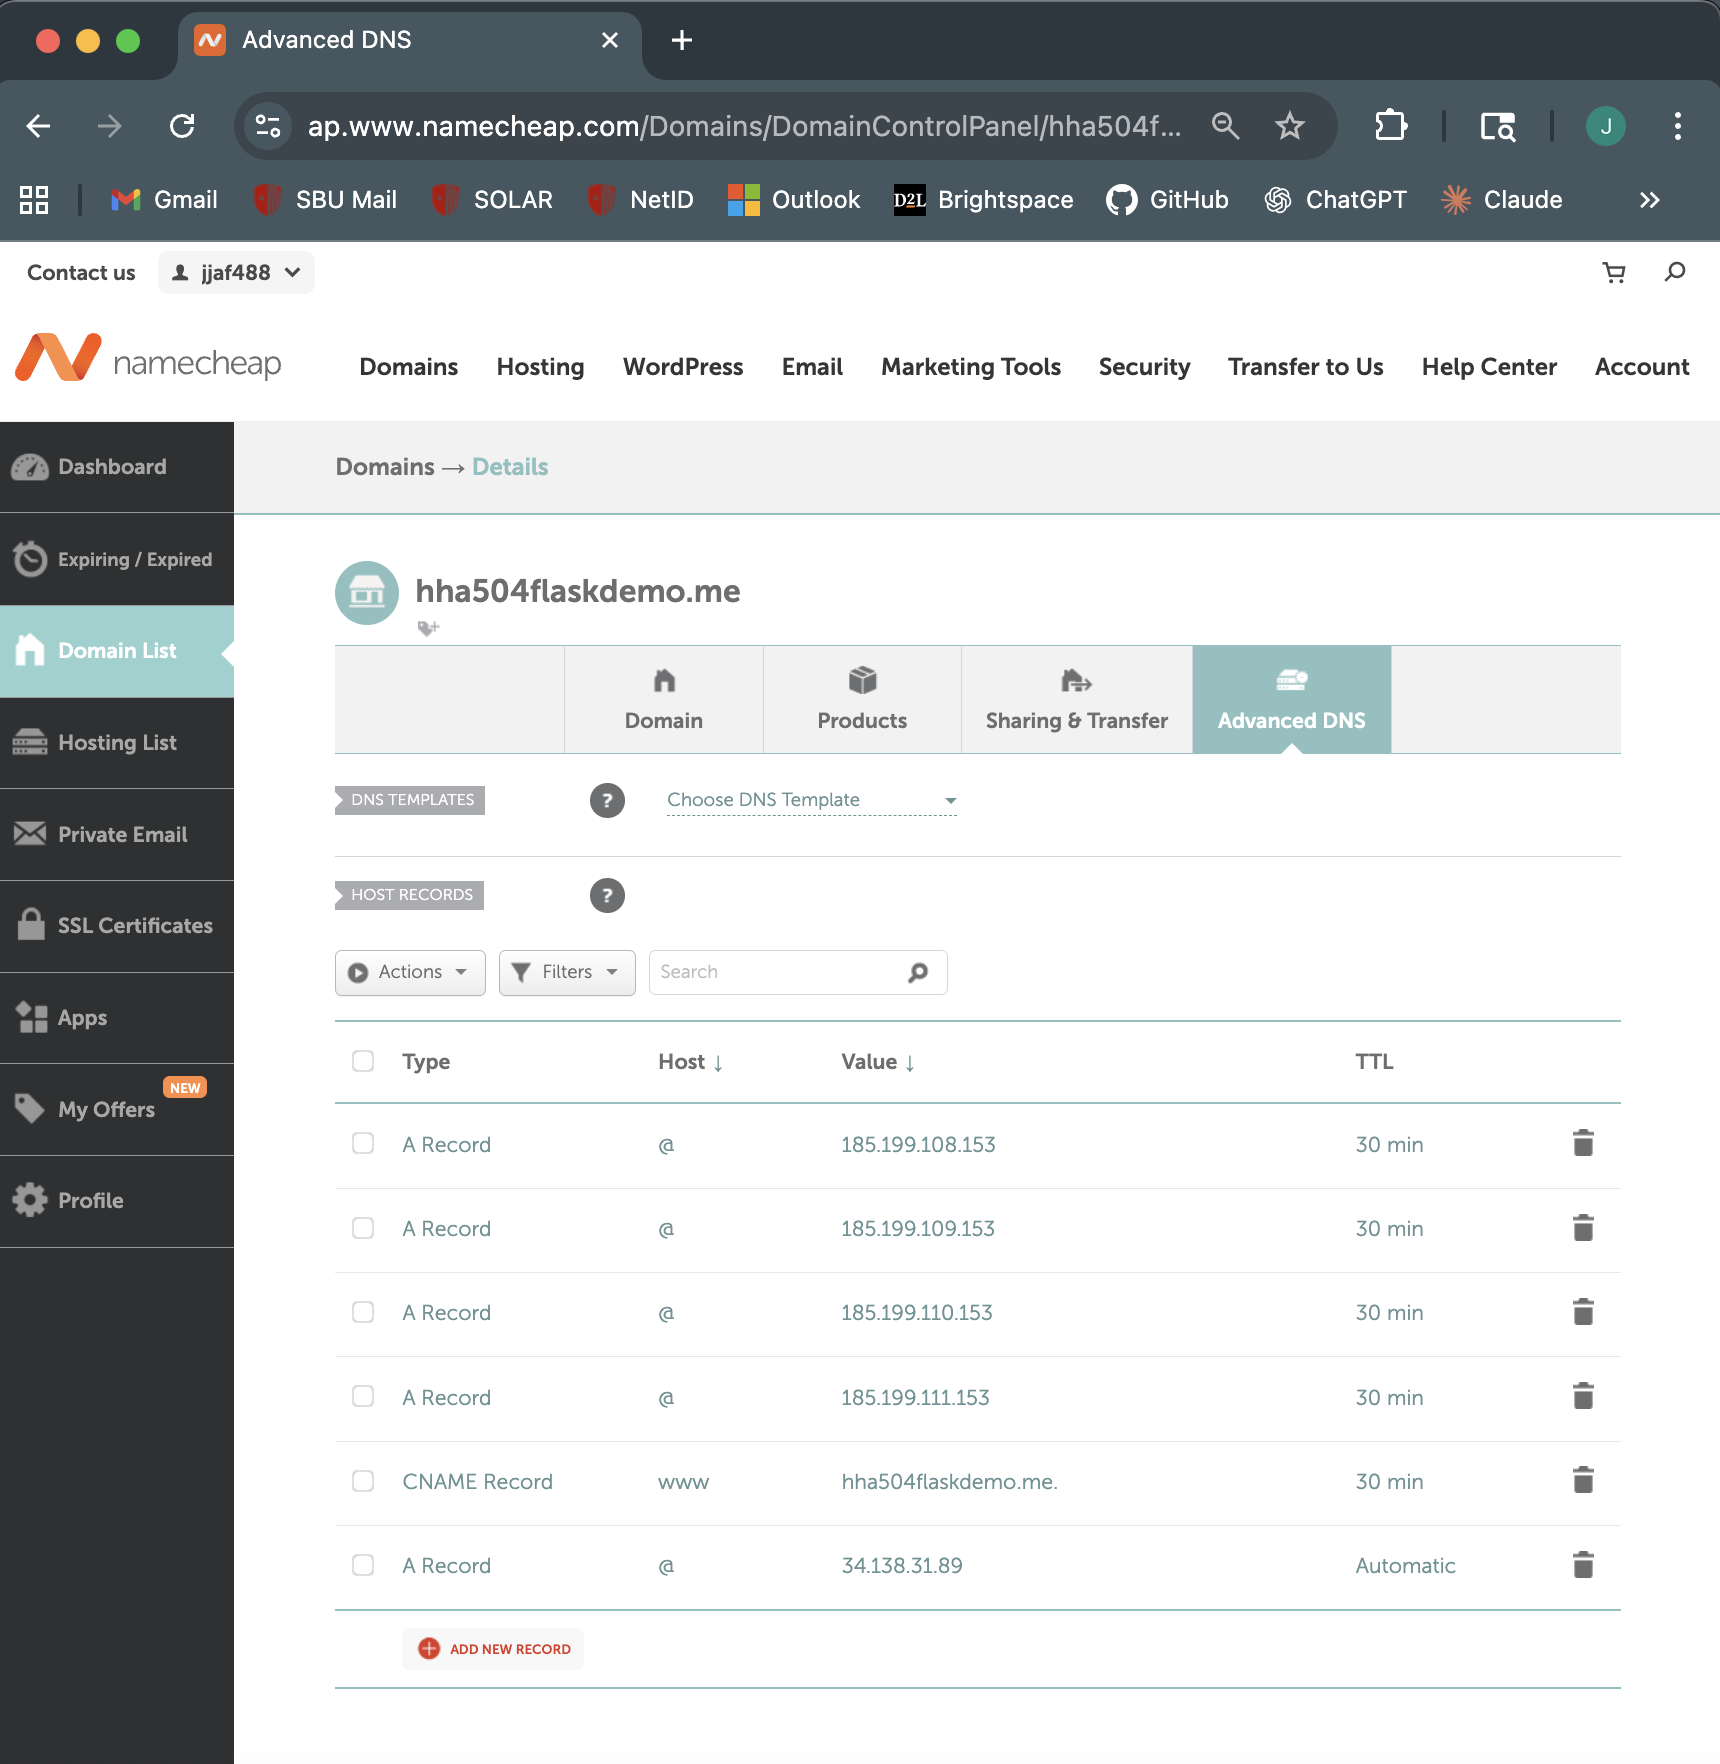 Advanced DNS
ap.www.namecheap.com/Domains/DomainControlPanel/hha504f...
J
Gmail SBU Mail SOLAR NetID Outlook D2L Brightspace GitHub ChatGPT Claude
Contact us jjaf488
namecheap Domains Hosting WordPress Email Marketing Tools Security Transfer to Us Help Center Account
Dashboard
Expiring / Expired
Domain List
Hosting List
Private Email
SSL Certificates
Apps
My Offers NEW
Profile
Domains → Details
hha504flaskdemo.me
Domain Products Sharing & Transfer Advanced DNS
DNS TEMPLATES ? Choose DNS Template
HOST RECORDS ?
Actions Filters Search
Type Host ↓ Value ↓ TTL
A Record @ 185.199.108.153 30 min
A Record @ 185.199.109.153 30 min
A Record @ 185.199.110.153 30 min
A Record @ 185.199.111.153 30 min
CNAME Record www hha504flaskdemo.me. 30 min
A Record @ 34.138.31.89 Automatic
ADD NEW RECORD